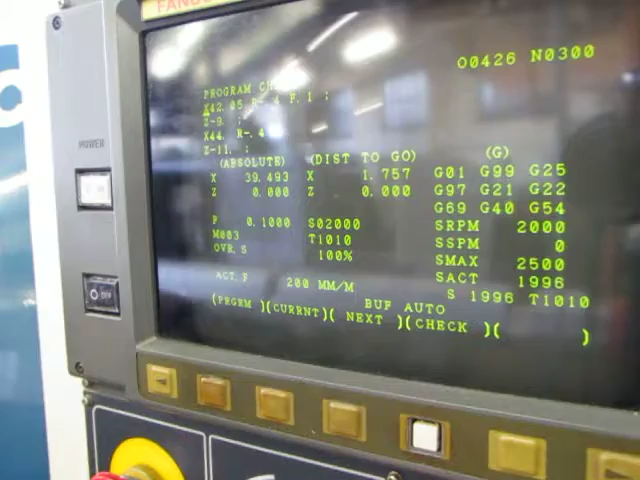 FANUC
O0426 N0300
PROGRAM CH
X42.05 R-.4 F.1 ;
Z-9. ;
X44. R-.4
Z-11. ;
(ABSOLUTE) (DIST TO GO) (G)
X 39.493 X 1.757 G01 G99 G25
Z 0.000 Z 0.000 G97 G21 G22
G69 G40 G54
F 0.1000 S02000 SRPM 2000
M003 T1010 SSPM 0
OVR.S 100% SMAX 2500
ACT.F 200 MM/M SACT 1996
S 1996 T1010
BUF AUTO
(PRGRM )(CURRNT)( NEXT )(CHECK )( )
POWER
OFF